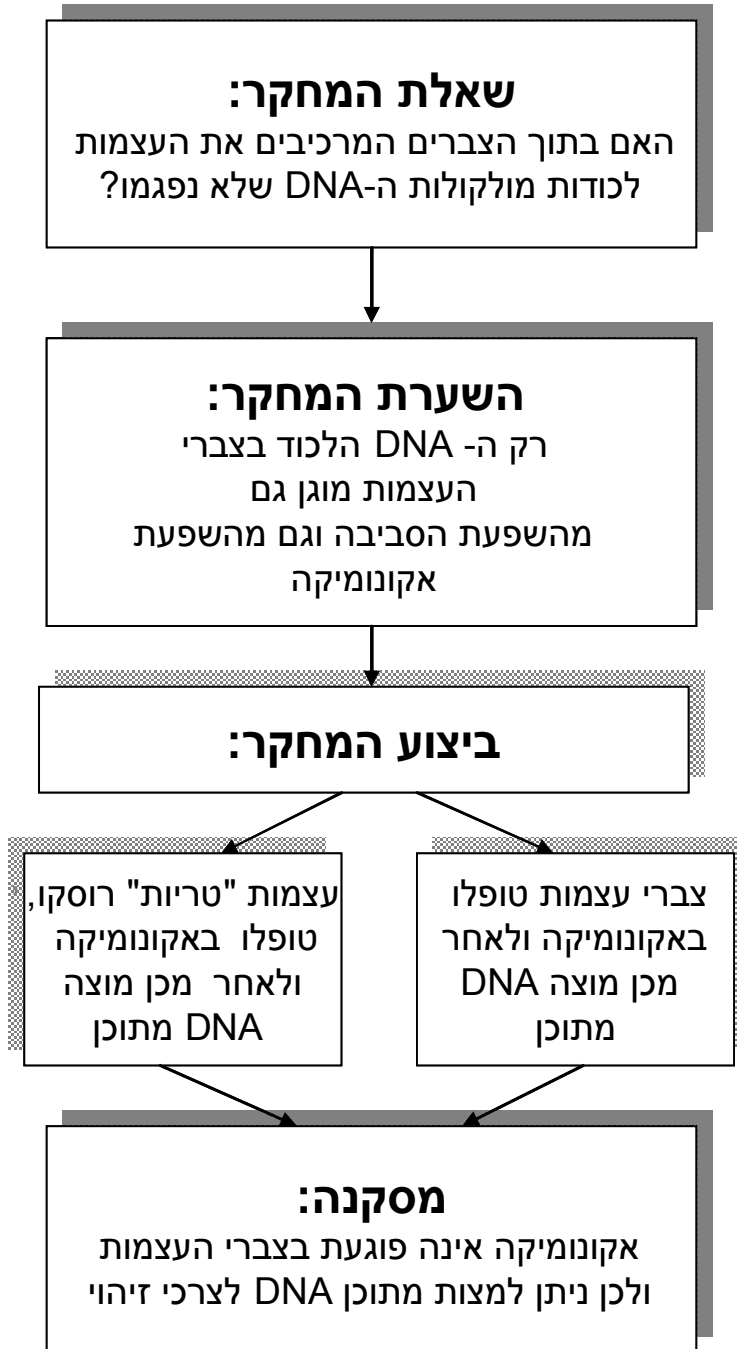 שאלת המחקר:
האם בתוך הצברים המרכיבים את העצמות
לכודות מולקולות ה-DNA שלא נפגמו?
השערת המחקר:
רק ה- DNA הלכוד בצברי
העצמות מוגן גם
מהשפעת הסביבה וגם מהשפעת
אקונומיקה
ביצוע המחקר:
צברי עצמות טופלו
באקונומיקה ולאחר
מכן מוצה DNA
מתוכן
עצמות "טריות" רוסקו,
טופלו באקונומיקה
ולאחר מכן מוצה
DNA מתוכן
מסקנה:
אקונומיקה אינה פוגעת בצברי העצמות
ולכן ניתן למצות מתוכן DNA לצרכי זיהוי